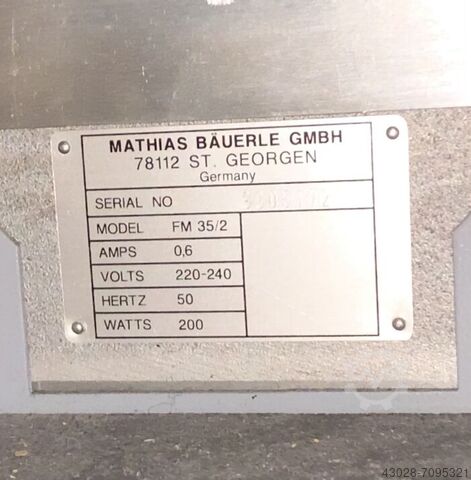 MATHIAS BÄUERLE GMBH
78112 ST. GEORGEN
Germany
SERIAL NO
MODEL FM 35/2
AMPS 0,6
VOLTS 220-240
HERTZ 50
WATTS 200
43028-7095321